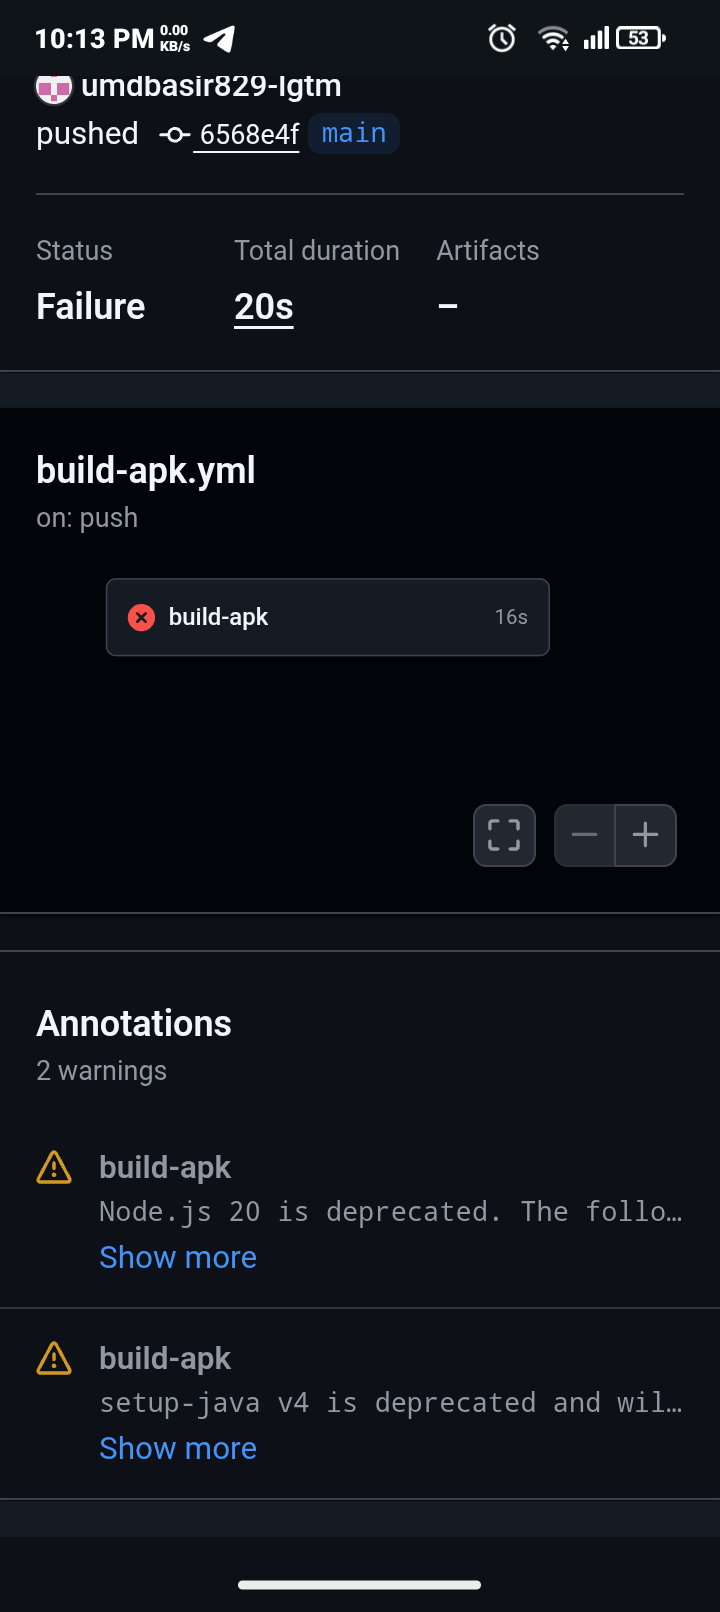 10:13 PM 0.00 KB/s 53
umdbasir829-lgtm
pushed 6568e4f main
Status Total duration Artifacts
Failure 20s –
build-apk.yml
on: push
build-apk 16s
Annotations
2 warnings
build-apk
Node.js 20 is deprecated. The follo…
Show more
build-apk
setup-java v4 is deprecated and wil…
Show more